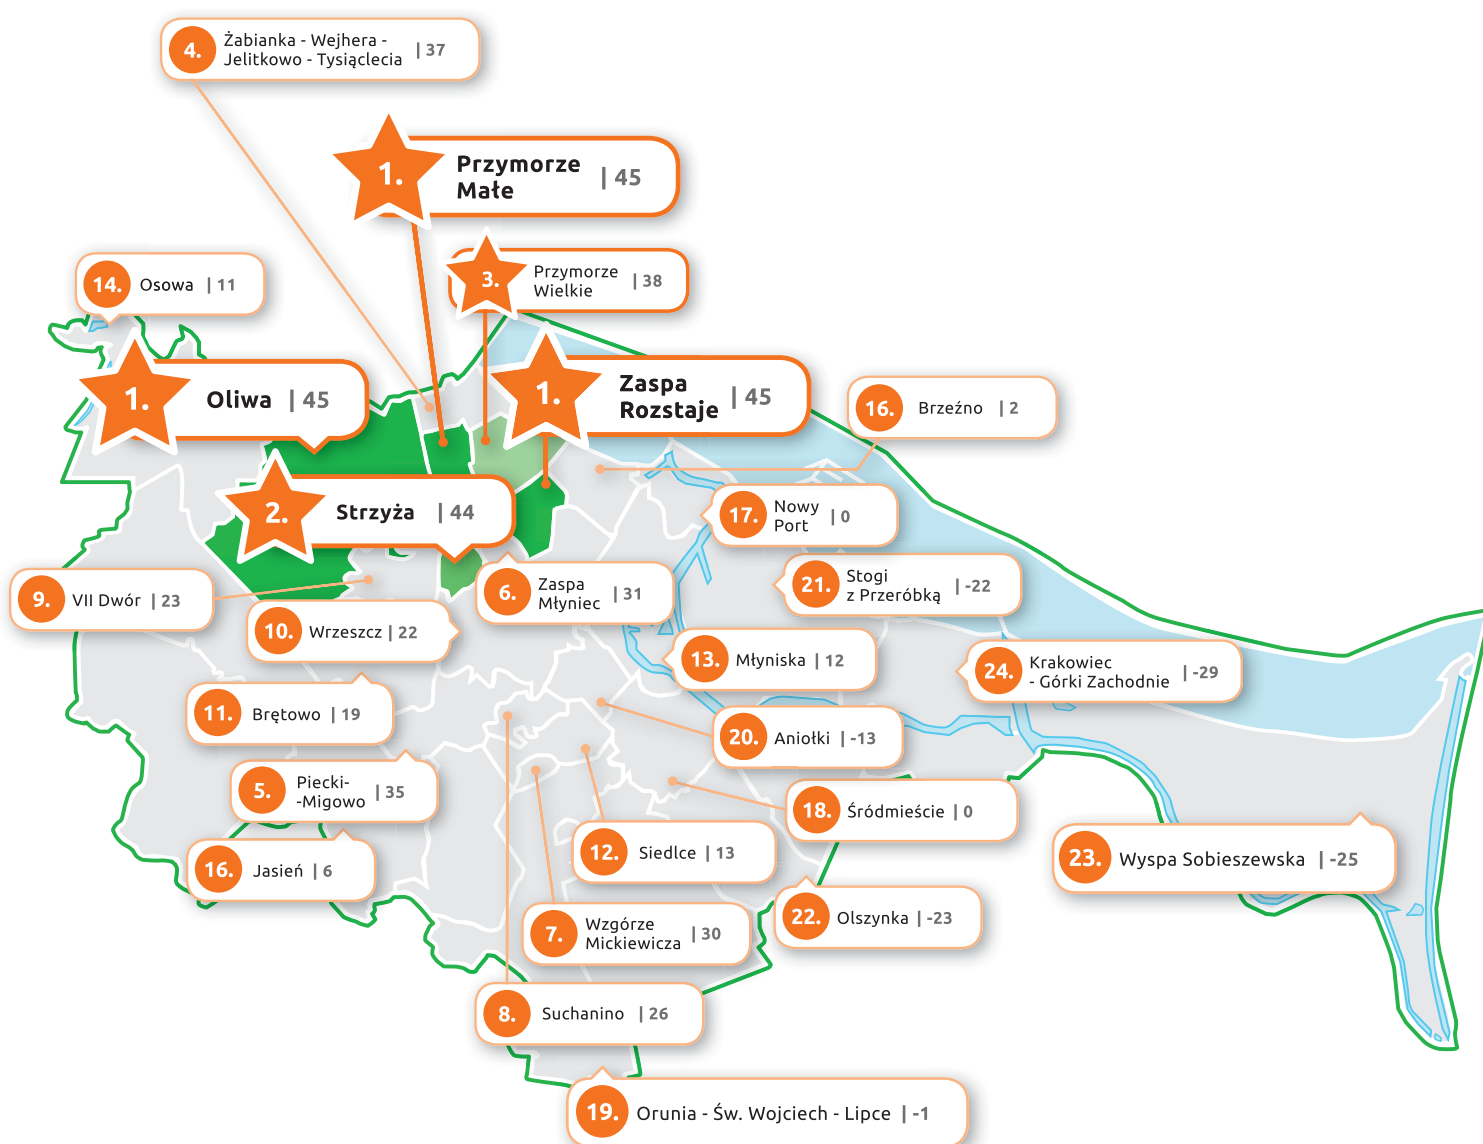 4. Żabianka - Wejhera -
Jelitkowo - Tysiąclecia | 37
1. Przymorze
Małe | 45
3. Przymorze
Wielkie | 38
14. Osowa | 11
1. Oliwa | 45
1. Zaspa
Rozstaje | 45
16. Brzeźno | 2
2. Strzyża | 44
17. Nowy
Port | 0
9. VII Dwór | 23
6. Zaspa
Młyniec | 31
21. Stogi
z Przeróbką | -22
10. Wrzeszcz | 22
13. Młyniska | 12
24. Krakowiec
- Górki Zachodnie | -29
11. Brętowo | 19
20. Aniołki | -13
5. Piecki-
-Migowo | 35
18. Śródmieście | 0
16. Jasień | 6
12. Siedlce | 13
23. Wyspa Sobieszewska | -25
22. Olszynka | -23
7. Wzgórze
Mickiewicza | 30
8. Suchanino | 26
19. Orunia - Św. Wojciech - Lipce | -1